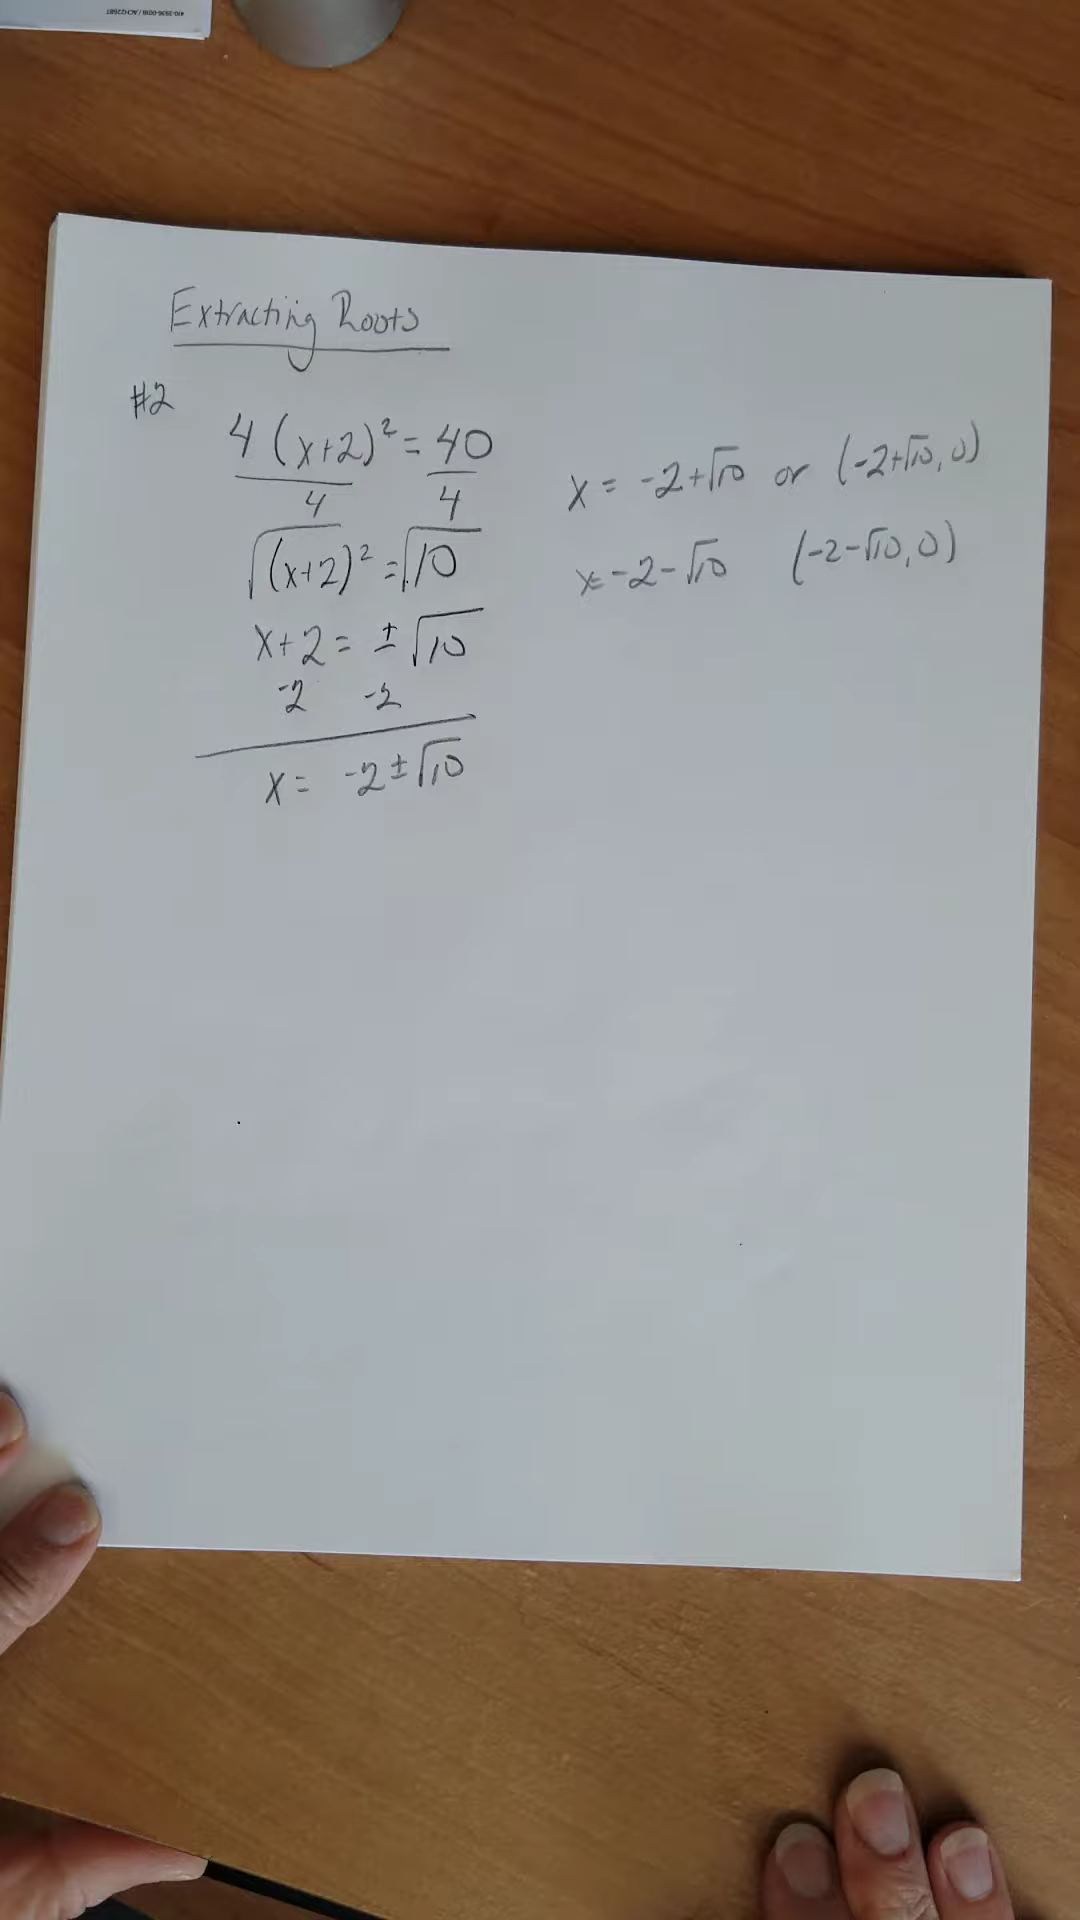 Extracting Roots
#2
4 (x+2)² = 40
4 4
√(x+2)² = √10
x+2 = ±√10
-2 -2
x = -2±√10
x = -2+√10 or (-2+√10, 0)
x = -2-√10 (-2-√10, 0)